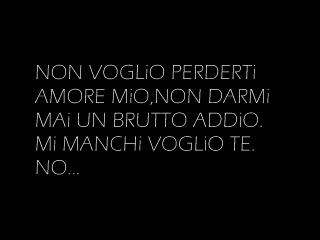 NON VOGLiO PERDERTi
AMORE MiO,NON DARMi
MAi UN BRUTTO ADDiO.
Mi MANCHi VOGLiO TE.
NO...